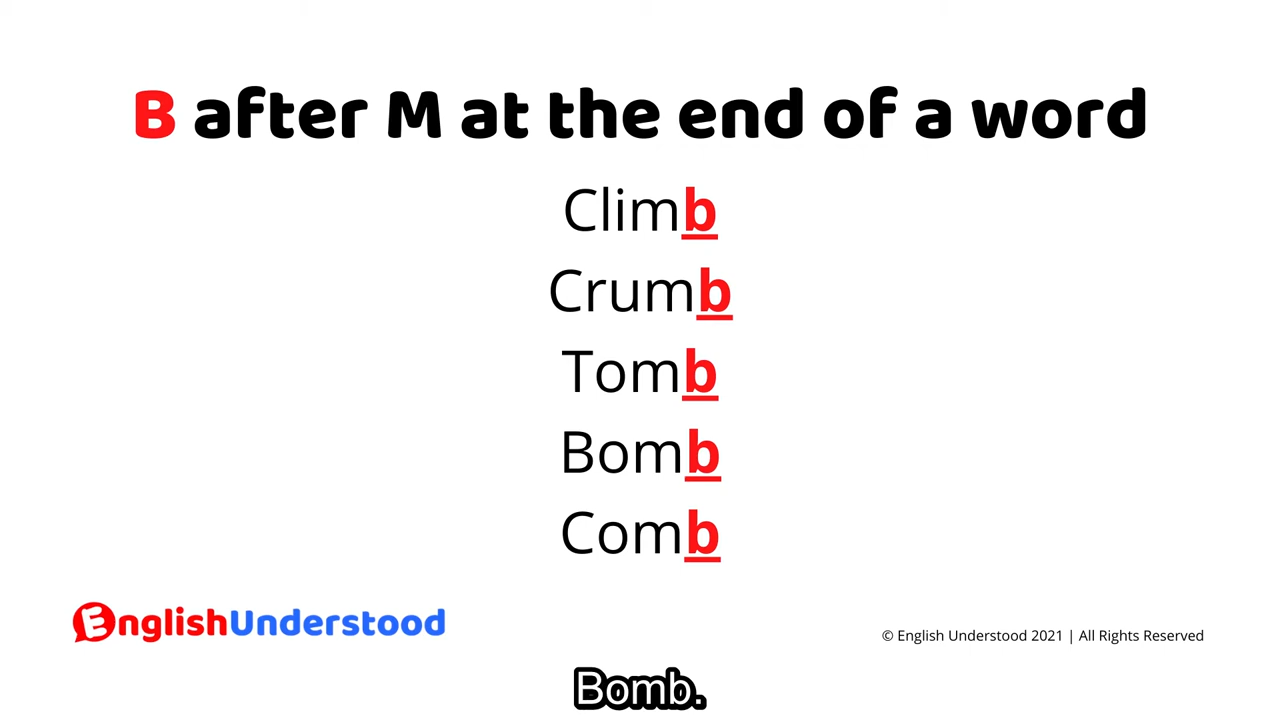 B after M at the end of a word
Climb
Crumb
Tomb
Bomb
Comb
EnglishUnderstood
© English Understood 2021 | All Rights Reserved
Bomb.